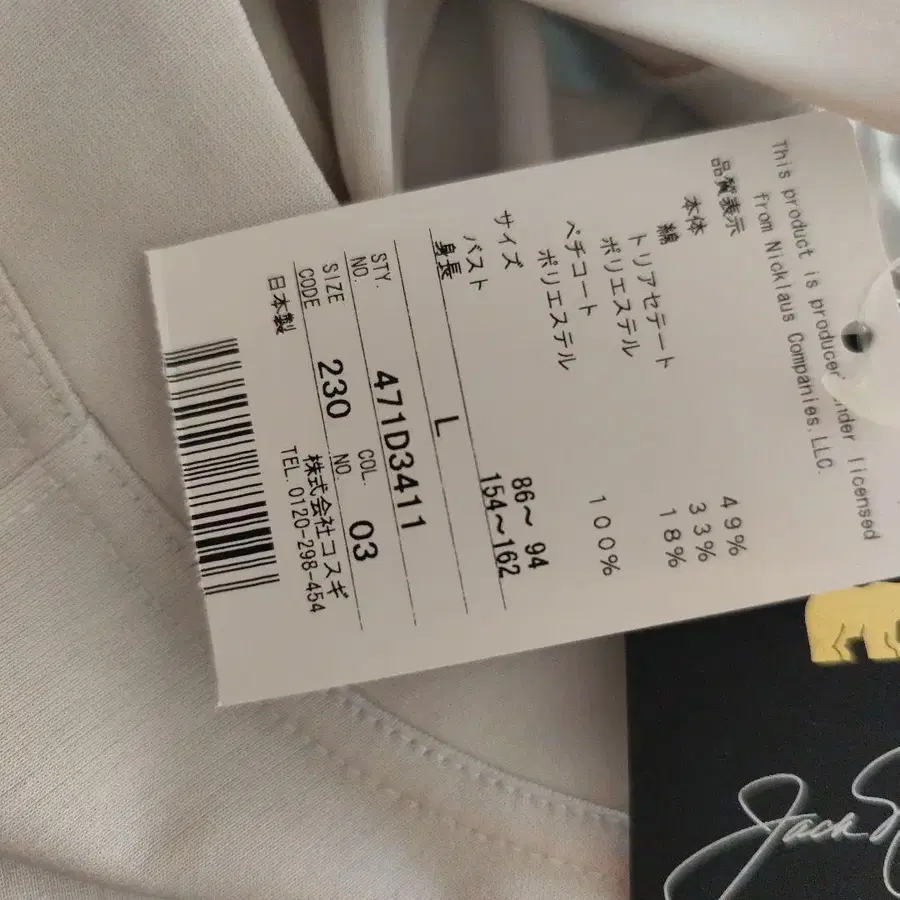 This product is produced under licensed
from Nicklaus Companies, LLC.
品質表示
本体
綿 49%
トリアセテート 33%
ポリエステル 18%
ペチコート
ポリエステル 100%
サイズ
バスト 86～ 94
身長 154～162
L
STY. NO. 471D3411
SIZE CODE 230 COL. NO. 03
日本製 株式会社コスギ
TEL. 0120-298-454
Jack